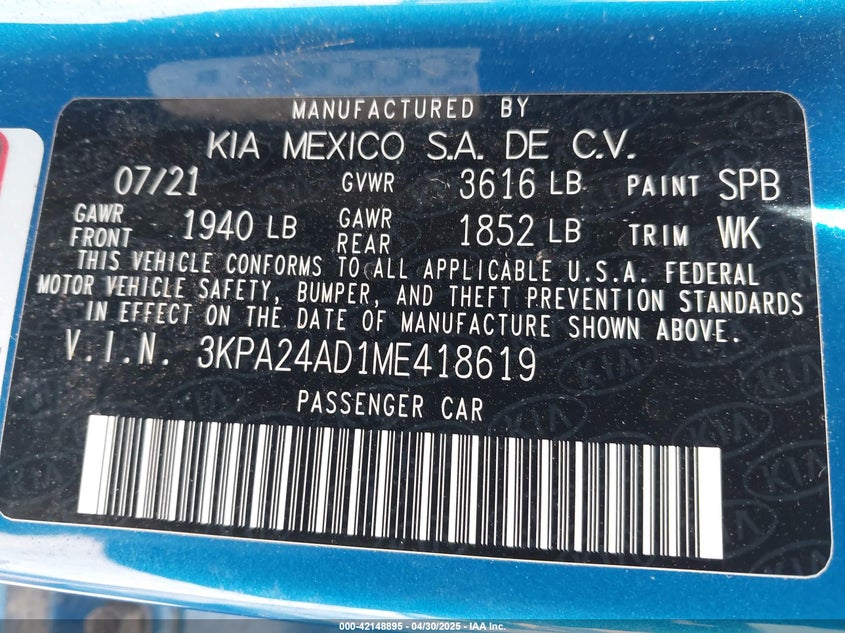 MANUFACTURED BY
KIA MEXICO S.A. DE C.V.
07/21 GVWR 3616 LB PAINT SPB
GAWR FRONT 1940 LB GAWR REAR 1852 LB TRIM WK
THIS VEHICLE CONFORMS TO ALL APPLICABLE U.S.A. FEDERAL
MOTOR VEHICLE SAFETY, BUMPER, AND THEFT PREVENTION STANDARDS
IN EFFECT ON THE DATE OF MANUFACTURE SHOWN ABOVE.
V.I.N. 3KPA24AD1ME418619
PASSENGER CAR
000-42148895 - 04/30/2025 - IAA Inc.